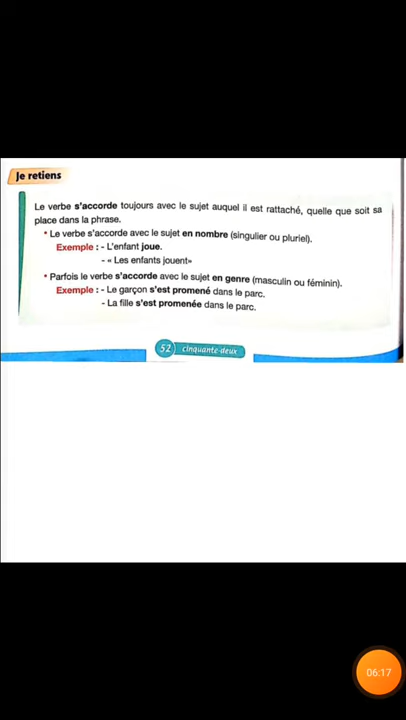 Je retiens
Le verbe s'accorde toujours avec le sujet auquel il est rattaché, quelle que soit sa
place dans la phrase.
• Le verbe s'accorde avec le sujet en nombre (singulier ou pluriel).
Exemple : - L'enfant joue.
- « Les enfants jouent»
• Parfois le verbe s'accorde avec le sujet en genre (masculin ou féminin).
Exemple : - Le garçon s'est promené dans le parc.
- La fille s'est promenée dans le parc.
52 cinquante-deux
06:17